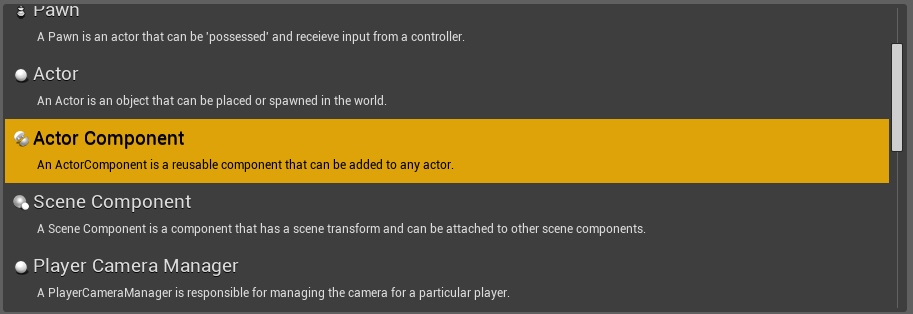 Pawn
A Pawn is an actor that can be 'possessed' and receieve input from a controller.
Actor
An Actor is an object that can be placed or spawned in the world.
Actor Component
An ActorComponent is a reusable component that can be added to any actor.
Scene Component
A Scene Component is a component that has a scene transform and can be attached to other scene components.
Player Camera Manager
A PlayerCameraManager is responsible for managing the camera for a particular player.